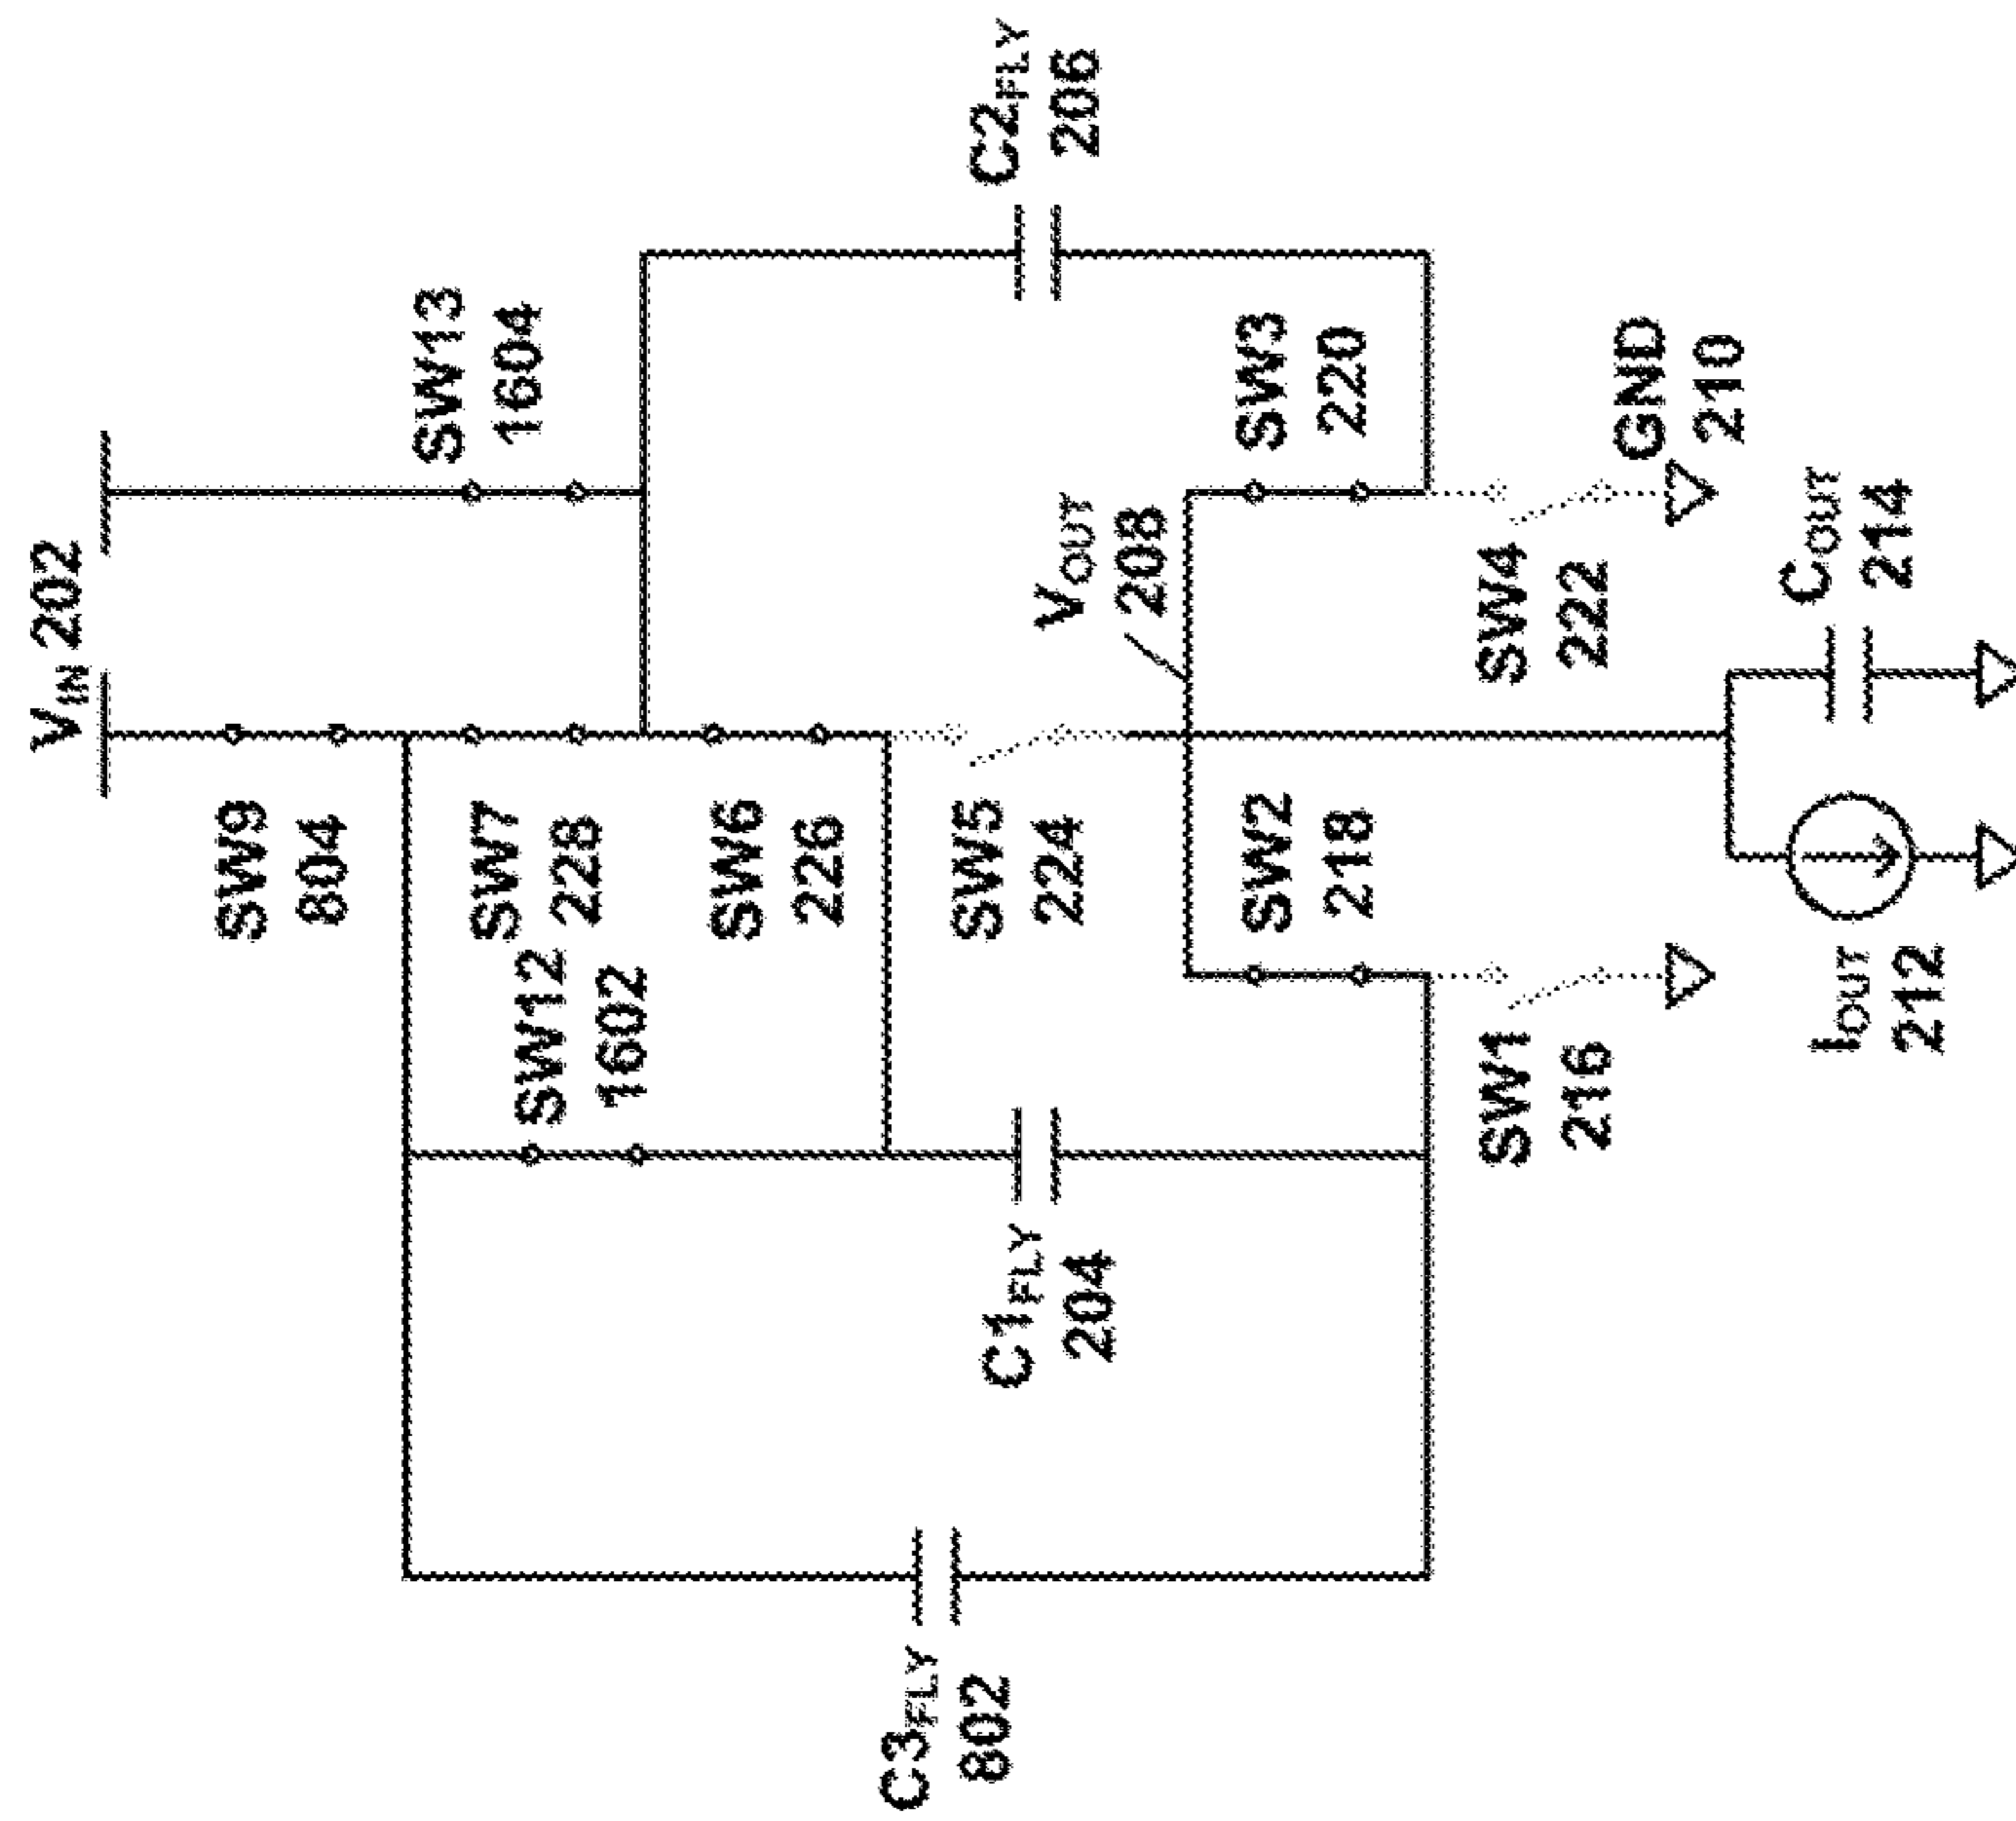 V_IN 202
SW13
1604
SW9
804
SW7
228
SW12
1602
SW6
226
C2_FLY
206
V_OUT
208
SW5
224
C1_FLY
204
C3_FLY
802
SW3
220
SW2
218
SW4
222
SW1
216
GND
210
C_OUT
214
I_OUT
212